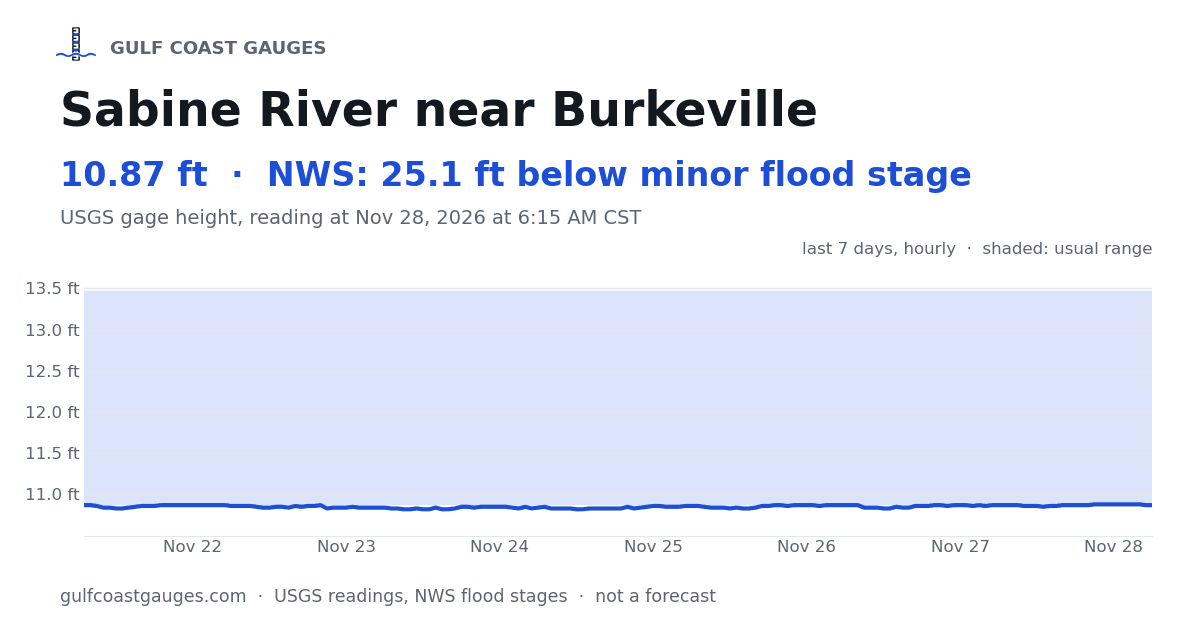 GULF COAST GAUGES
Sabine River near Burkeville
10.87 ft · NWS: 25.1 ft below minor flood stage
USGS gage height, reading at Nov 28, 2026 at 6:15 AM CST
last 7 days, hourly · shaded: usual range
13.5 ft
13.0 ft
12.5 ft
12.0 ft
11.5 ft
11.0 ft
Nov 22 Nov 23 Nov 24 Nov 25 Nov 26 Nov 27 Nov 28
gulfcoastgauges.com · USGS readings, NWS flood stages · not a forecast